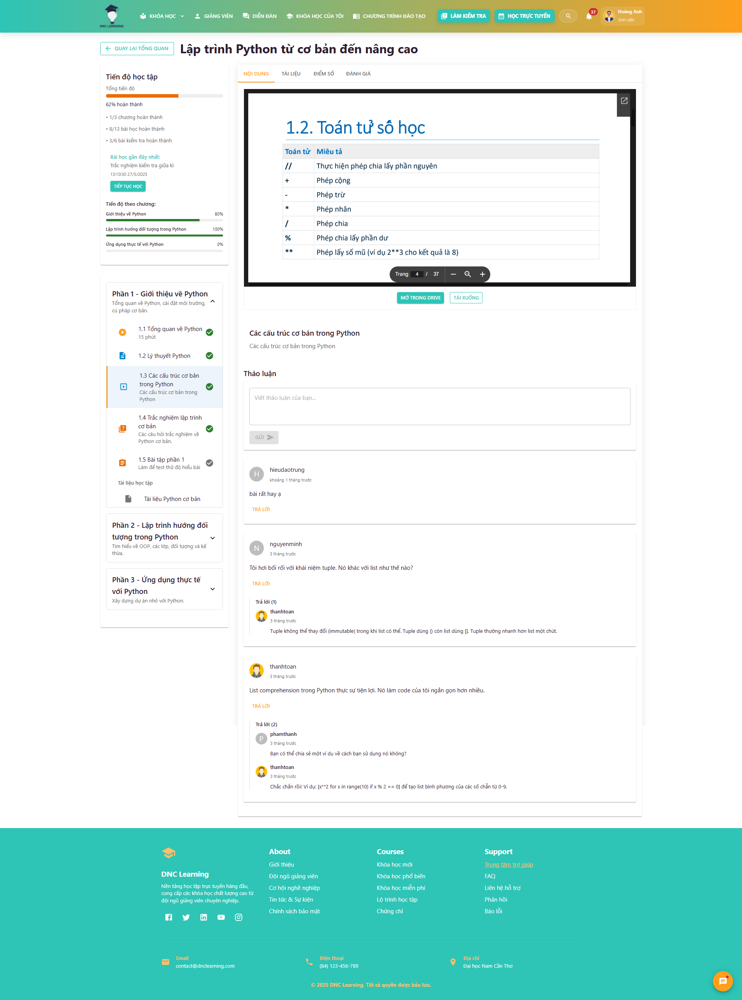 DNC LEARNING
KHÓA HỌC
GIẢNG VIÊN
DIỄN ĐÀN
KHÓA HỌC CỦA TÔI
CHƯƠNG TRÌNH ĐÀO TẠO
LÀM KIỂM TRA
HỌC TRỰC TUYẾN
37
Hoàng Anh
Sinh viên
QUAY LẠI TỔNG QUAN
Lập trình Python từ cơ bản đến nâng cao
Tiến độ học tập
Tổng tiến độ
62% hoàn thành
• 1/3 chương hoàn thành
• 8/13 bài học hoàn thành
• 3/6 bài kiểm tra hoàn thành
Bài học gần đây nhất:
Trắc nghiệm kiểm tra giữa kì
13:10:30 27/5/2025
TIẾP TỤC HỌC
Tiến độ theo chương:
Giới thiệu về Python 80%
Lập trình hướng đối tượng trong Python 100%
Ứng dụng thực tế với Python 0%
Phần 1 - Giới thiệu về Python
Tổng quan về Python, cài đặt môi trường,
cú pháp cơ bản.
1.1 Tổng quan về Python
15 phút
1.2 Lý thuyết Python
1.3 Các cấu trúc cơ bản
trong Python
Các cấu trúc cơ bản trong
Python
1.4 Trắc nghiệm lập trình
cơ bản
Các câu hỏi trắc nghiệm về
Python cơ bản.
1.5 Bài tập phần 1
Làm để test thử độ hiểu bài
Tài liệu học tập
Tài liệu Python cơ bản
Phần 2 - Lập trình hướng đối
tượng trong Python
Tìm hiểu về OOP, các lớp, đối tượng và kế
thừa.
Phần 3 - Ứng dụng thực tế
với Python
Xây dựng dự án nhỏ với Python.
NỘI DUNG
TÀI LIỆU
ĐIỂM SỐ
ĐÁNH GIÁ
1.2. Toán tử số học
Toán tử Miêu tả
// Thực hiện phép chia lấy phần nguyên
+ Phép cộng
- Phép trừ
* Phép nhân
/ Phép chia
% Phép chia lấy phần dư
** Phép lấy số mũ (ví dụ 2**3 cho kết quả là 8)
Trang 4 / 37
MỞ TRONG DRIVE
TẢI XUỐNG
Các cấu trúc cơ bản trong Python
Các cấu trúc cơ bản trong Python
Thảo luận
Viết thảo luận của bạn...
GỬI
H
hieudaotrung
khoảng 1 tháng trước
bài rất hay ạ
TRẢ LỜI
N
nguyenminh
3 tháng trước
Tôi hơi bối rối với khái niệm tuple. Nó khác với list như thế nào?
TRẢ LỜI
Trả lời (1)
thanhtoan
3 tháng trước
Tuple không thể thay đổi (immutable) trong khi list có thể. Tuple dùng () còn list dùng []. Tuple thường nhanh hơn list một chút.
thanhtoan
3 tháng trước
List comprehension trong Python thực sự tiện lợi. Nó làm code của tôi ngắn gọn hơn nhiều.
TRẢ LỜI
Trả lời (2)
P
phamthanh
3 tháng trước
Bạn có thể chia sẻ một ví dụ về cách bạn sử dụng nó không?
thanhtoan
3 tháng trước
Chắc chắn rồi! Ví dụ: [x**2 for x in range(10) if x % 2 == 0] để tạo list bình phương của các số chẵn từ 0-9.
DNC Learning
Nền tảng học tập trực tuyến hàng đầu,
cung cấp các khóa học chất lượng cao từ
đội ngũ giảng viên chuyên nghiệp.
About
Giới thiệu
Đội ngũ giảng viên
Cơ hội nghề nghiệp
Tin tức & Sự kiện
Chính sách bảo mật
Courses
Khóa học mới
Khóa học phổ biến
Khóa học miễn phí
Lộ trình học tập
Chứng chỉ
Support
Trung tâm trợ giúp
FAQ
Liên hệ hỗ trợ
Phản hồi
Báo lỗi
Email
contact@dnclearning.com
Điện thoại
(84) 123-456-789
Địa chỉ
Đại học Nam Cần Thơ
© 2025 DNC Learning. Tất cả quyền được bảo lưu.